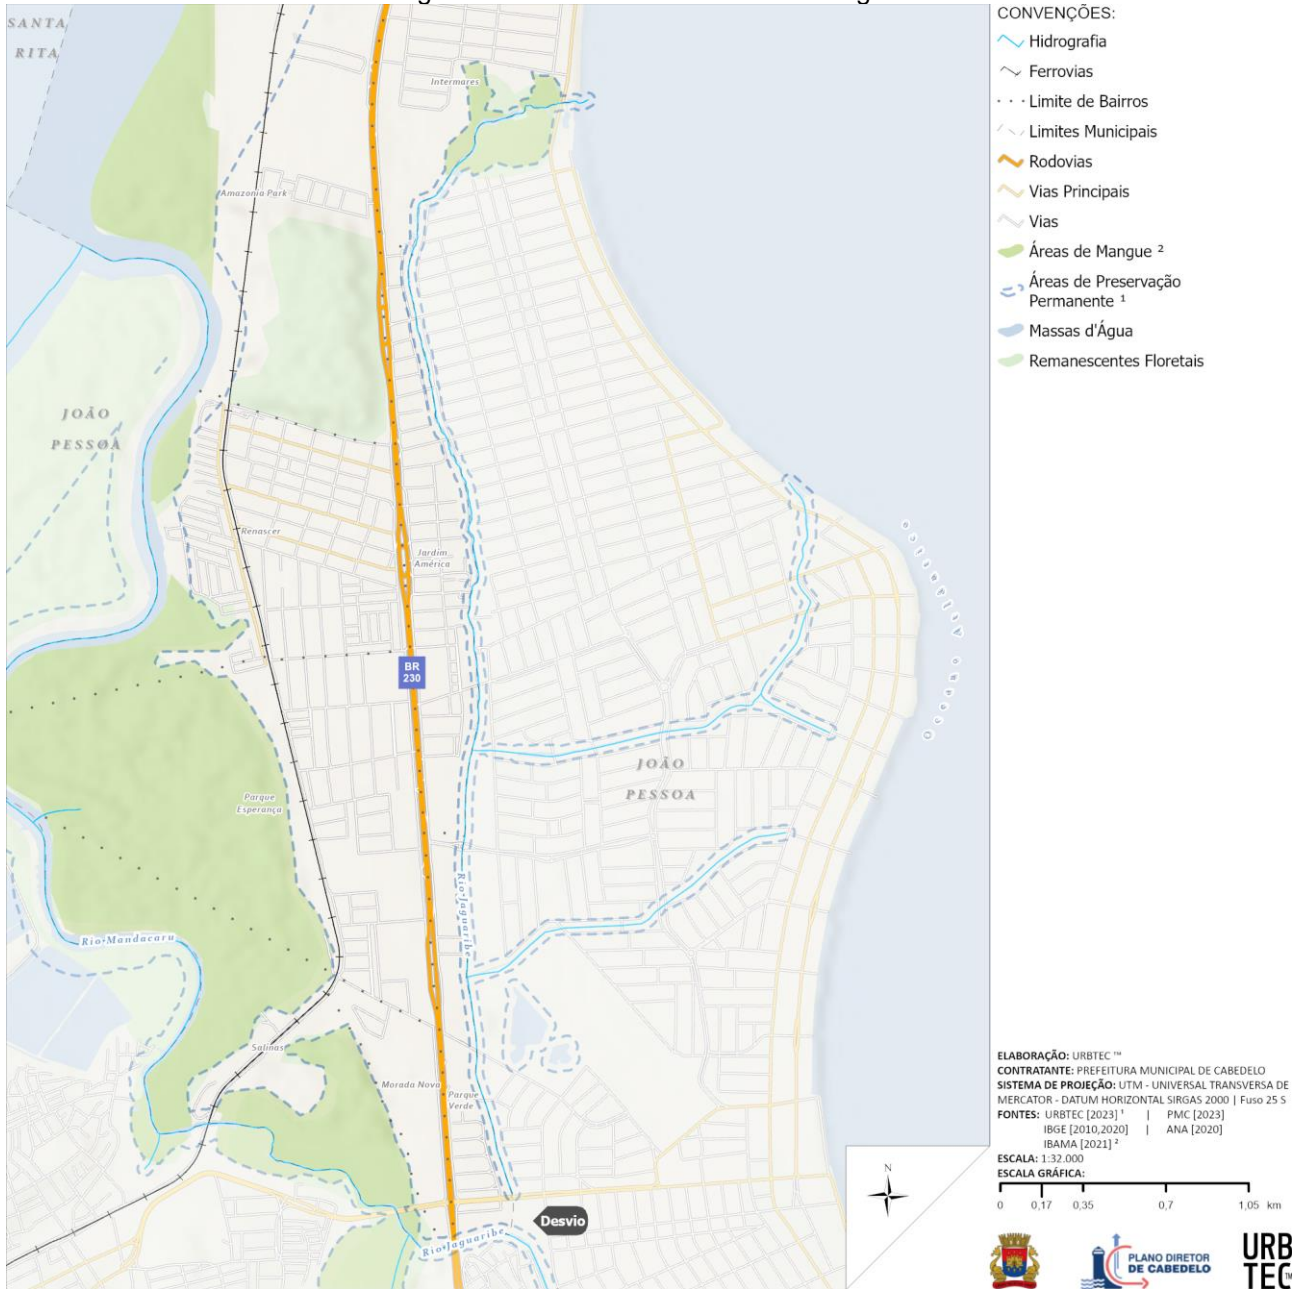 SANTA
RITA
Intermares
Amazonia Park
JOÃO
PESSOA
Renascer
Jardim
América
BR
230
Oceano Atlântico
JOÃO
PESSOA
Parque
Esperança
Rio Jaguaribe
Rio Mandacaru
Salinas
Morada Nova
Parque
Verde
Desvio
Rio Jaguaribe
N
CONVENÇÕES:
Hidrografia
Ferrovias
Limite de Bairros
Limites Municipais
Rodovias
Vias Principais
Vias
Áreas de Mangue ²
Áreas de Preservação
Permanente ¹
Massas d'Água
Remanescentes Floretais
ELABORAÇÃO: URBTEC ™
CONTRATANTE: PREFEITURA MUNICIPAL DE CABEDELO
SISTEMA DE PROJEÇÃO: UTM - UNIVERSAL TRANSVERSA DE
MERCATOR - DATUM HORIZONTAL SIRGAS 2000 | Fuso 25 S
FONTES: URBTEC [2023] ¹ | PMC [2023]
IBGE [2010,2020] | ANA [2020]
IBAMA [2021] ²
ESCALA: 1:32.000
ESCALA GRÁFICA:
0 0,17 0,35 0,7 1,05 km
PLANO DIRETOR
DE CABEDELO
URB
TEC™